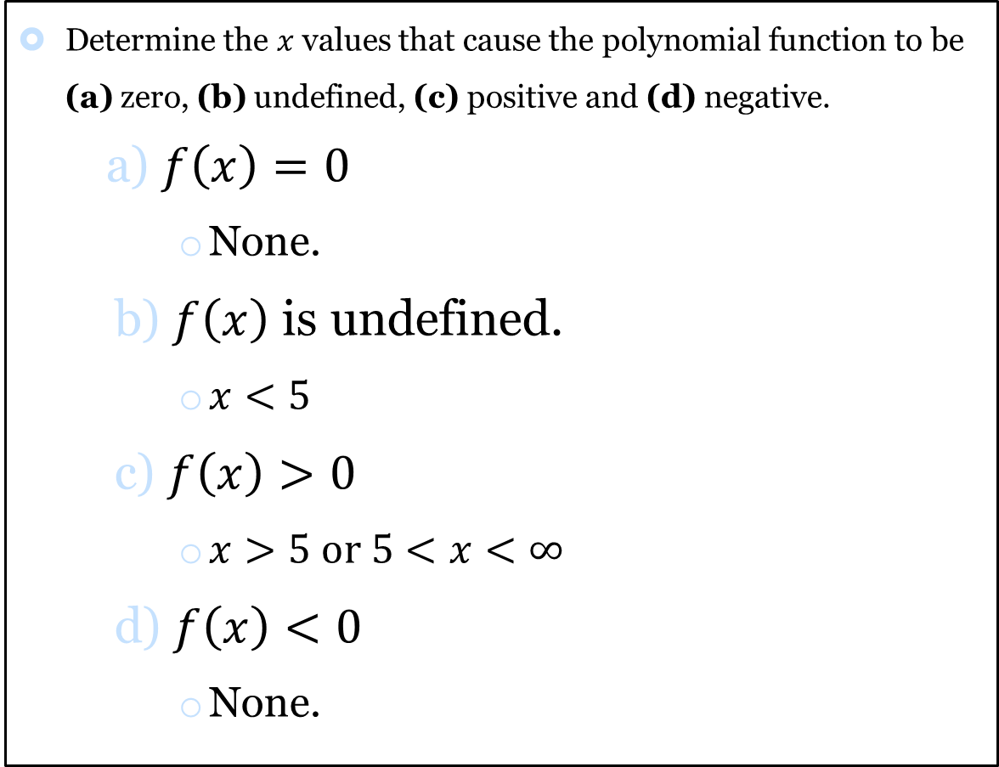 Determine the x values that cause the polynomial function to be
(a) zero, (b) undefined, (c) positive and (d) negative.
a) f(x) = 0
None.
b) f(x) is undefined.
x < 5
c) f(x) > 0
x > 5 or 5 < x < ∞
d) f(x) < 0
None.